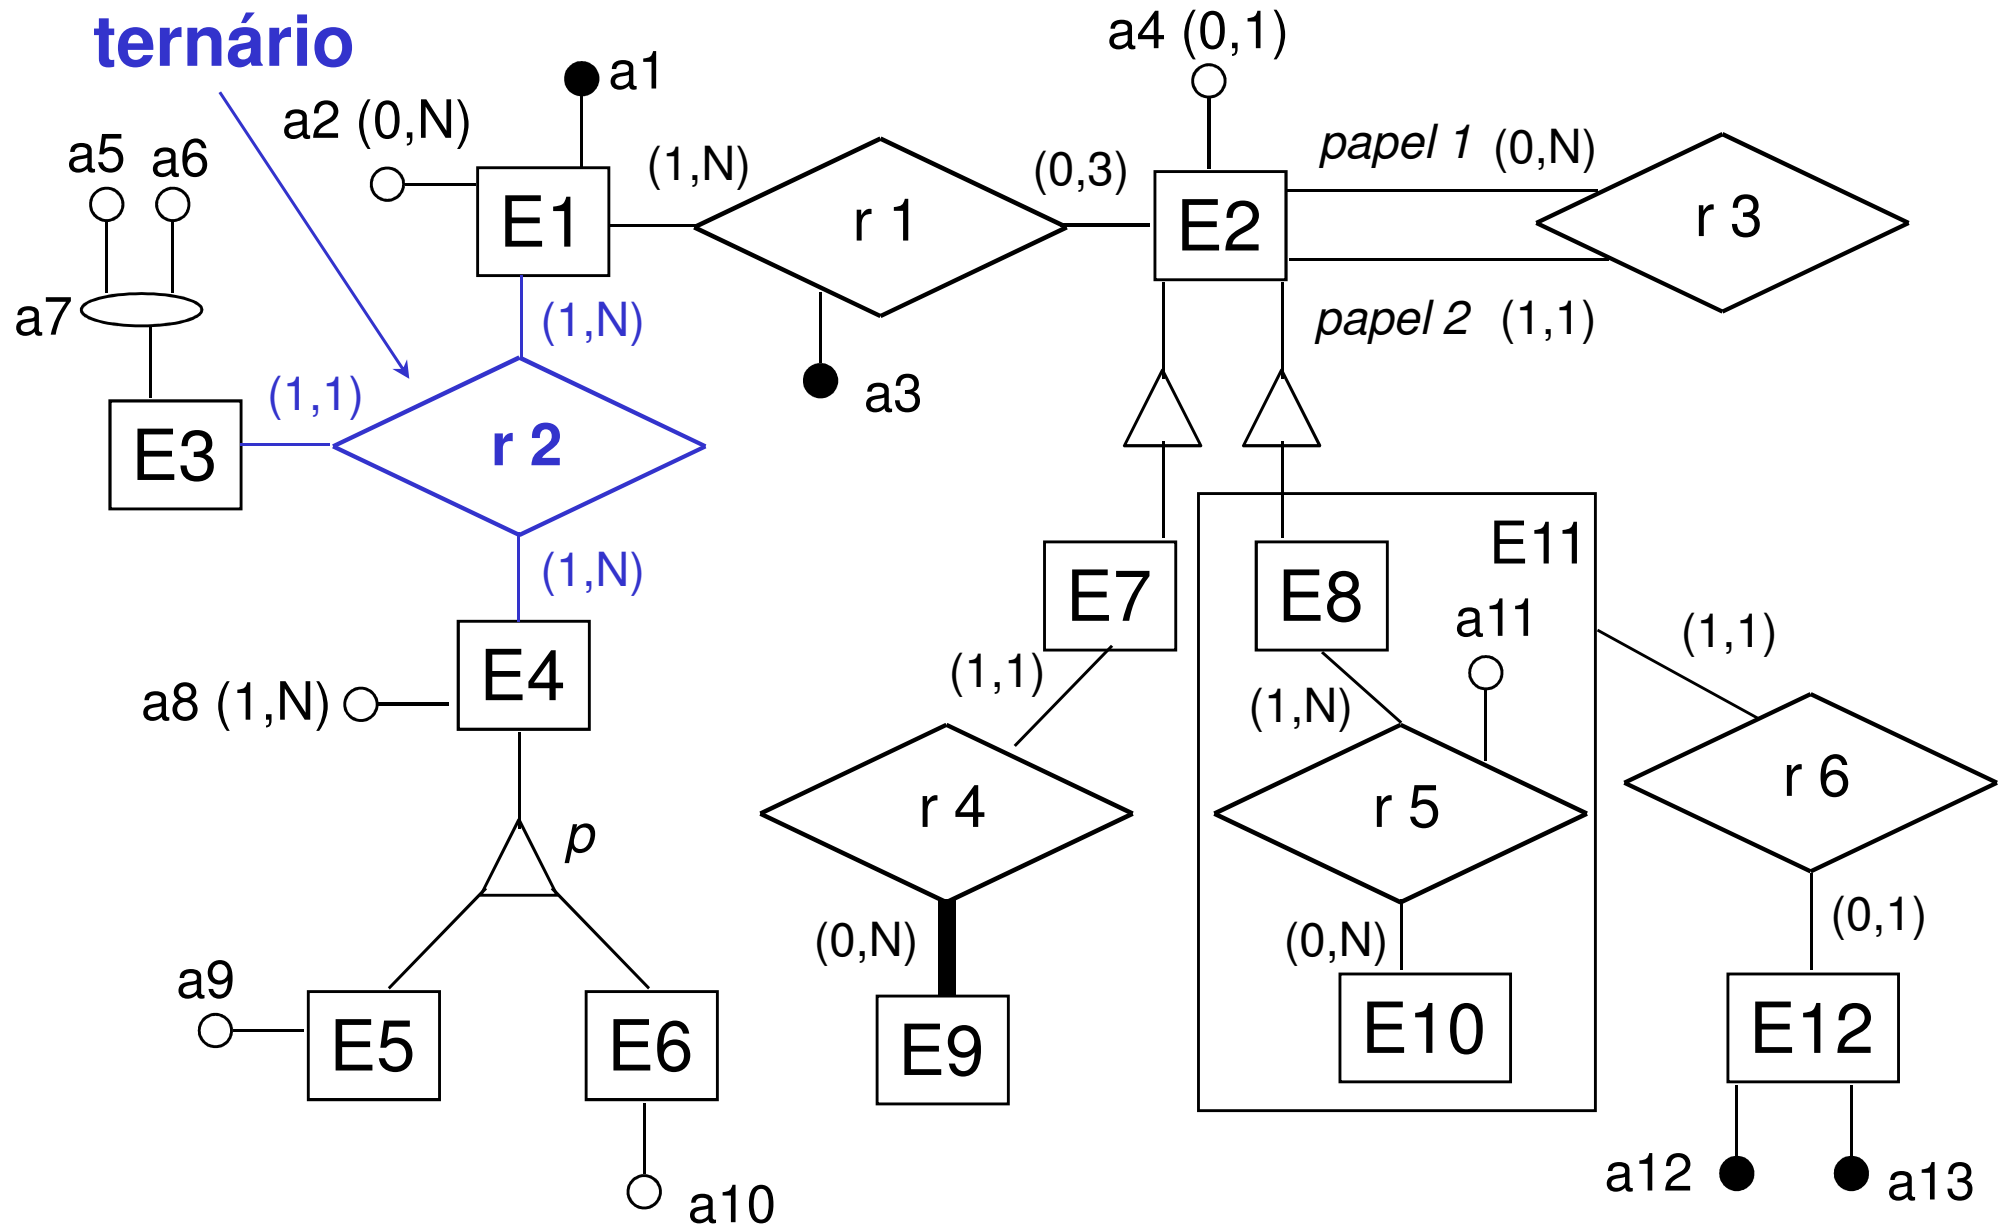 ternário
a4 (0,1)
a1
a2 (0,N)
a5 a6
(1,N)
(0,3)
papel 1 (0,N)
E1
r 1
E2
r 3
a7
(1,N)
papel 2 (1,1)
(1,1)
a3
E3
r 2
(1,N)
E11
E7
E8
a11
(1,1)
E4
(1,1)
a8 (1,N)
(1,N)
r 6
r 4
r 5
p
(0,N)
(0,N)
(0,1)
a9
E5
E6
E9
E10
E12
a10
a12
a13